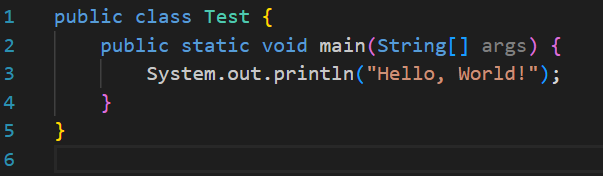 1 public class Test {
2     public static void main(String[] args) {
3         System.out.println("Hello, World!");
4     }
5 }
6